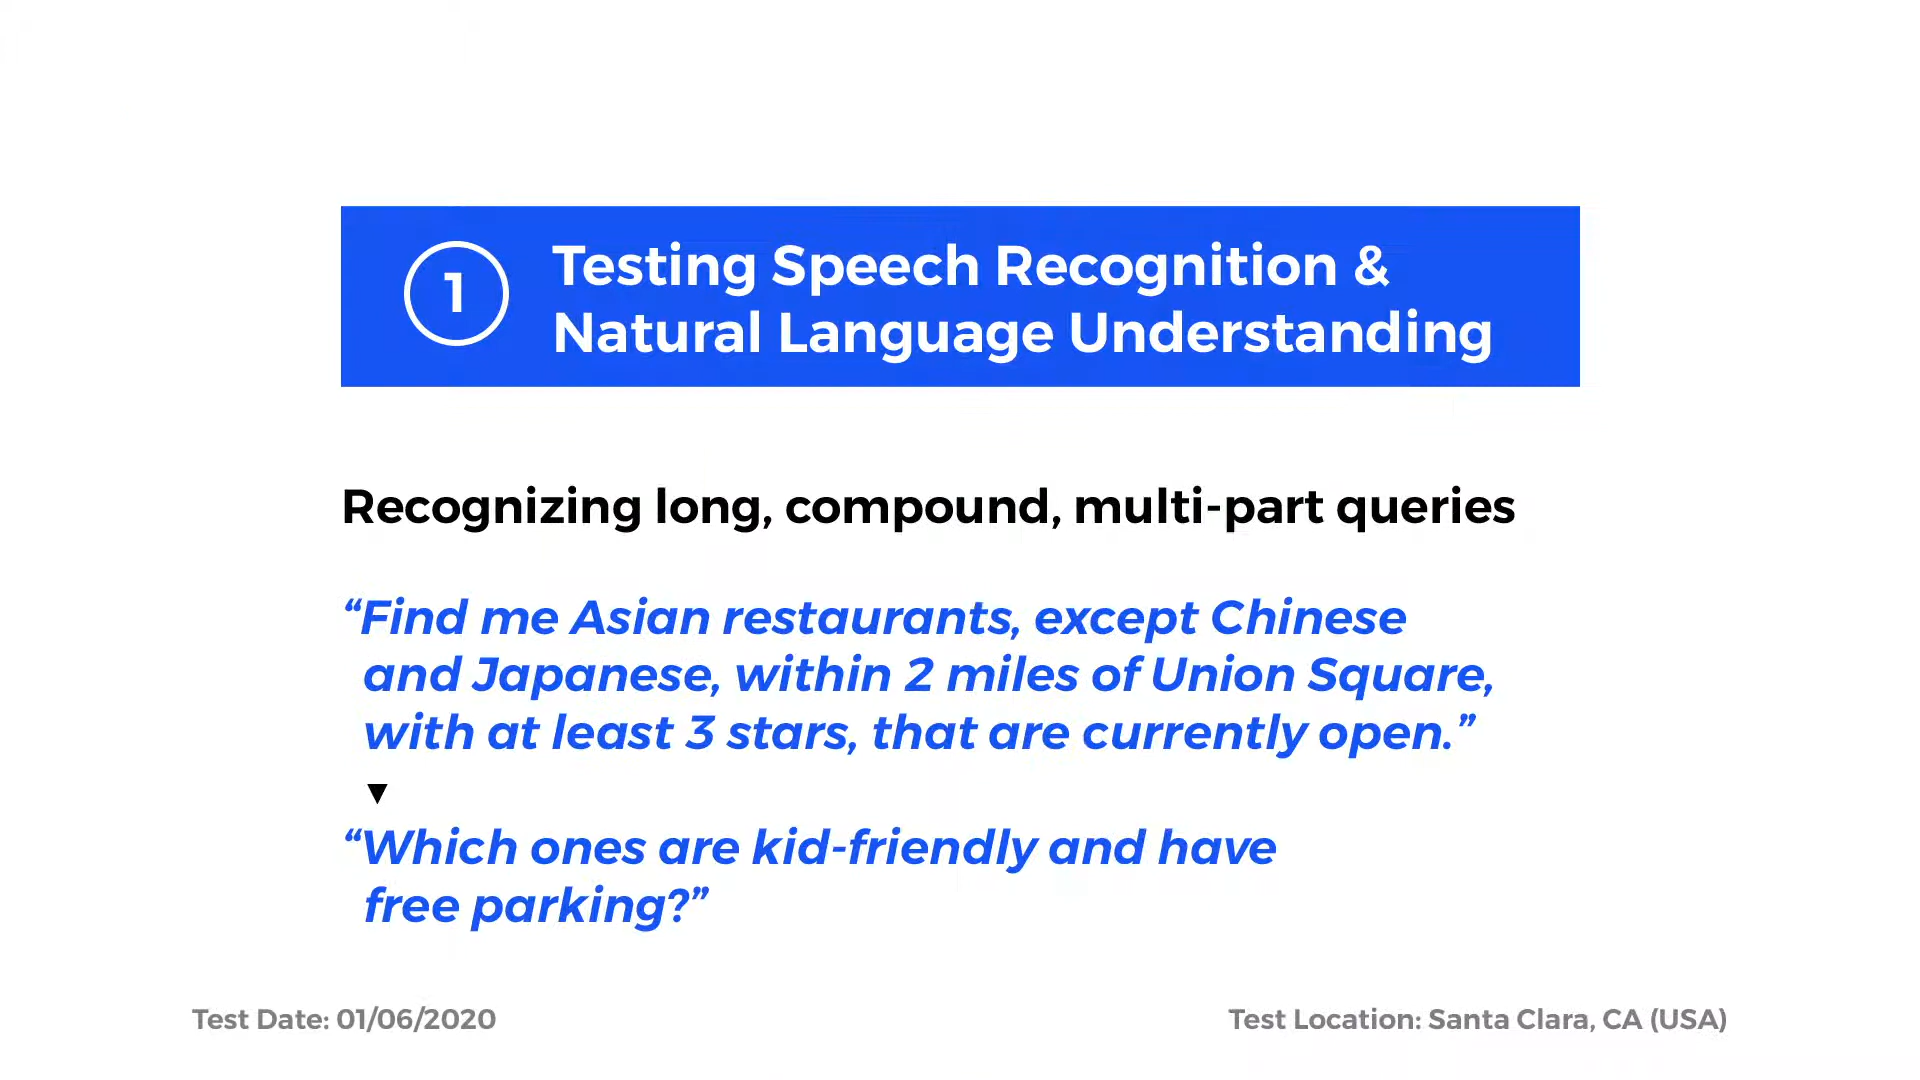 1
Testing Speech Recognition &
Natural Language Understanding
Recognizing long, compound, multi-part queries
“Find me Asian restaurants, except Chinese
and Japanese, within 2 miles of Union Square,
with at least 3 stars, that are currently open.”
▼
“Which ones are kid-friendly and have
free parking?”
Test Date: 01/06/2020
Test Location: Santa Clara, CA (USA)